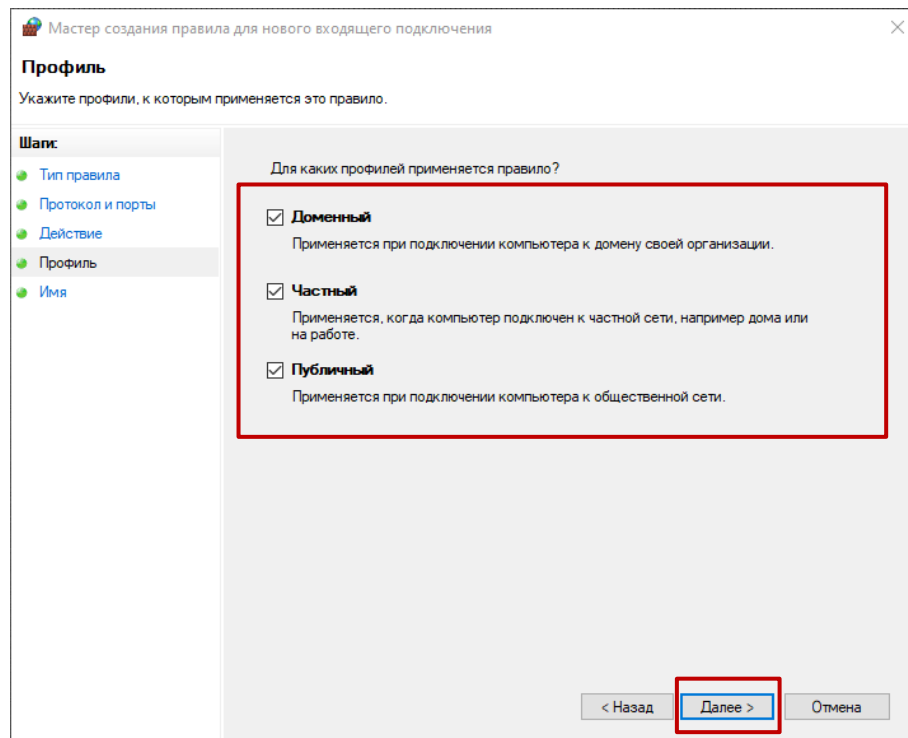 Мастер создания правила для нового входящего подключения
Профиль
Укажите профили, к которым применяется это правило.
Шаги:
Тип правила
Протокол и порты
Действие
Профиль
Имя
Для каких профилей применяется правило?
Доменный
Применяется при подключении компьютера к домену своей организации.
Частный
Применяется, когда компьютер подключен к частной сети, например дома или
на работе.
Публичный
Применяется при подключении компьютера к общественной сети.
< Назад
Далее >
Отмена